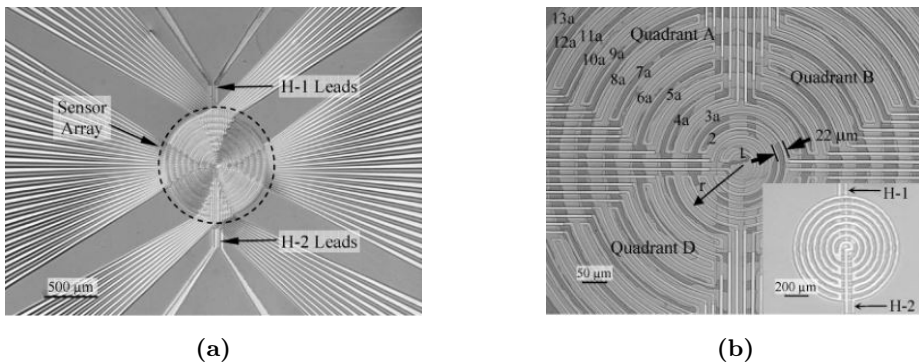 H-1 Leads
Sensor
Array
H-2 Leads
500 µm
(a)
13a
12a
11a
10a
9a
8a
7a
6a
5a
4a
3a
2
1
Quadrant A
Quadrant B
22 µm
r
Quadrant D
50 µm
H-1
200 µm
H-2
(b)